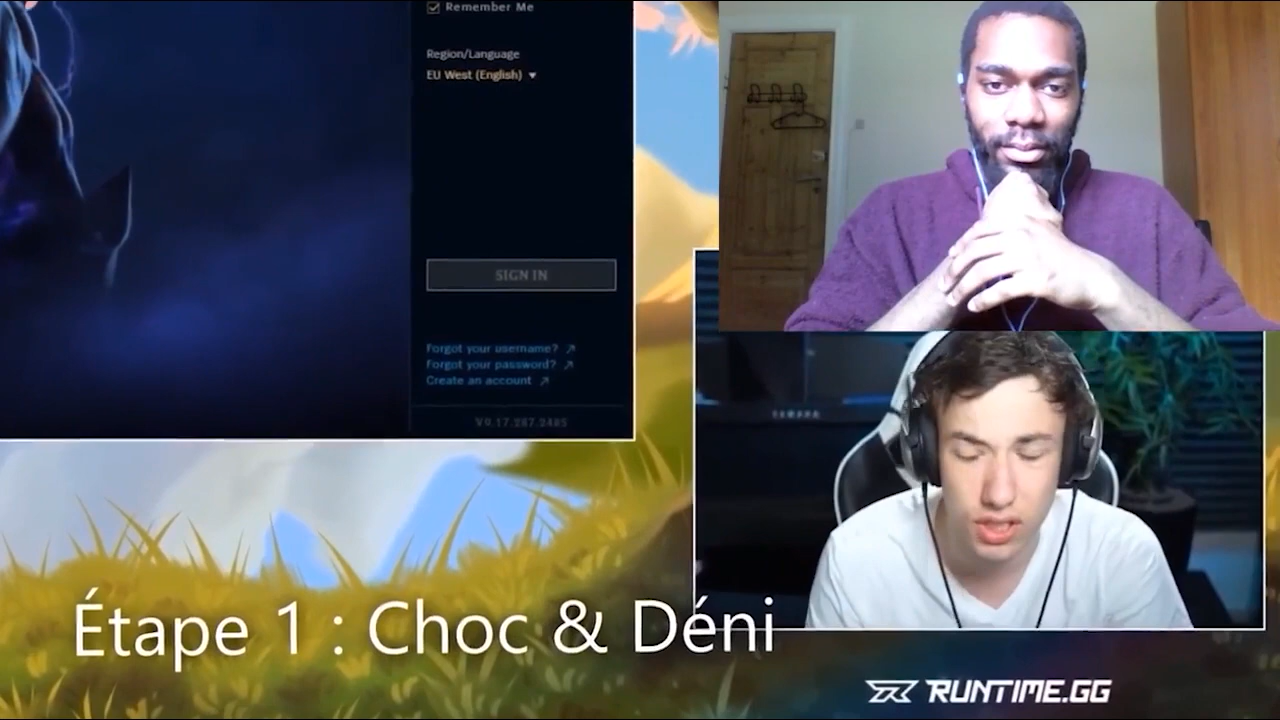 Remember Me
Region/Language
EU West (English)
SIGN IN
Forgot your username?
Forgot your password?
Create an account
V9.17.287.2485
Étape 1 : Choc & Déni
RUNTIME.GG